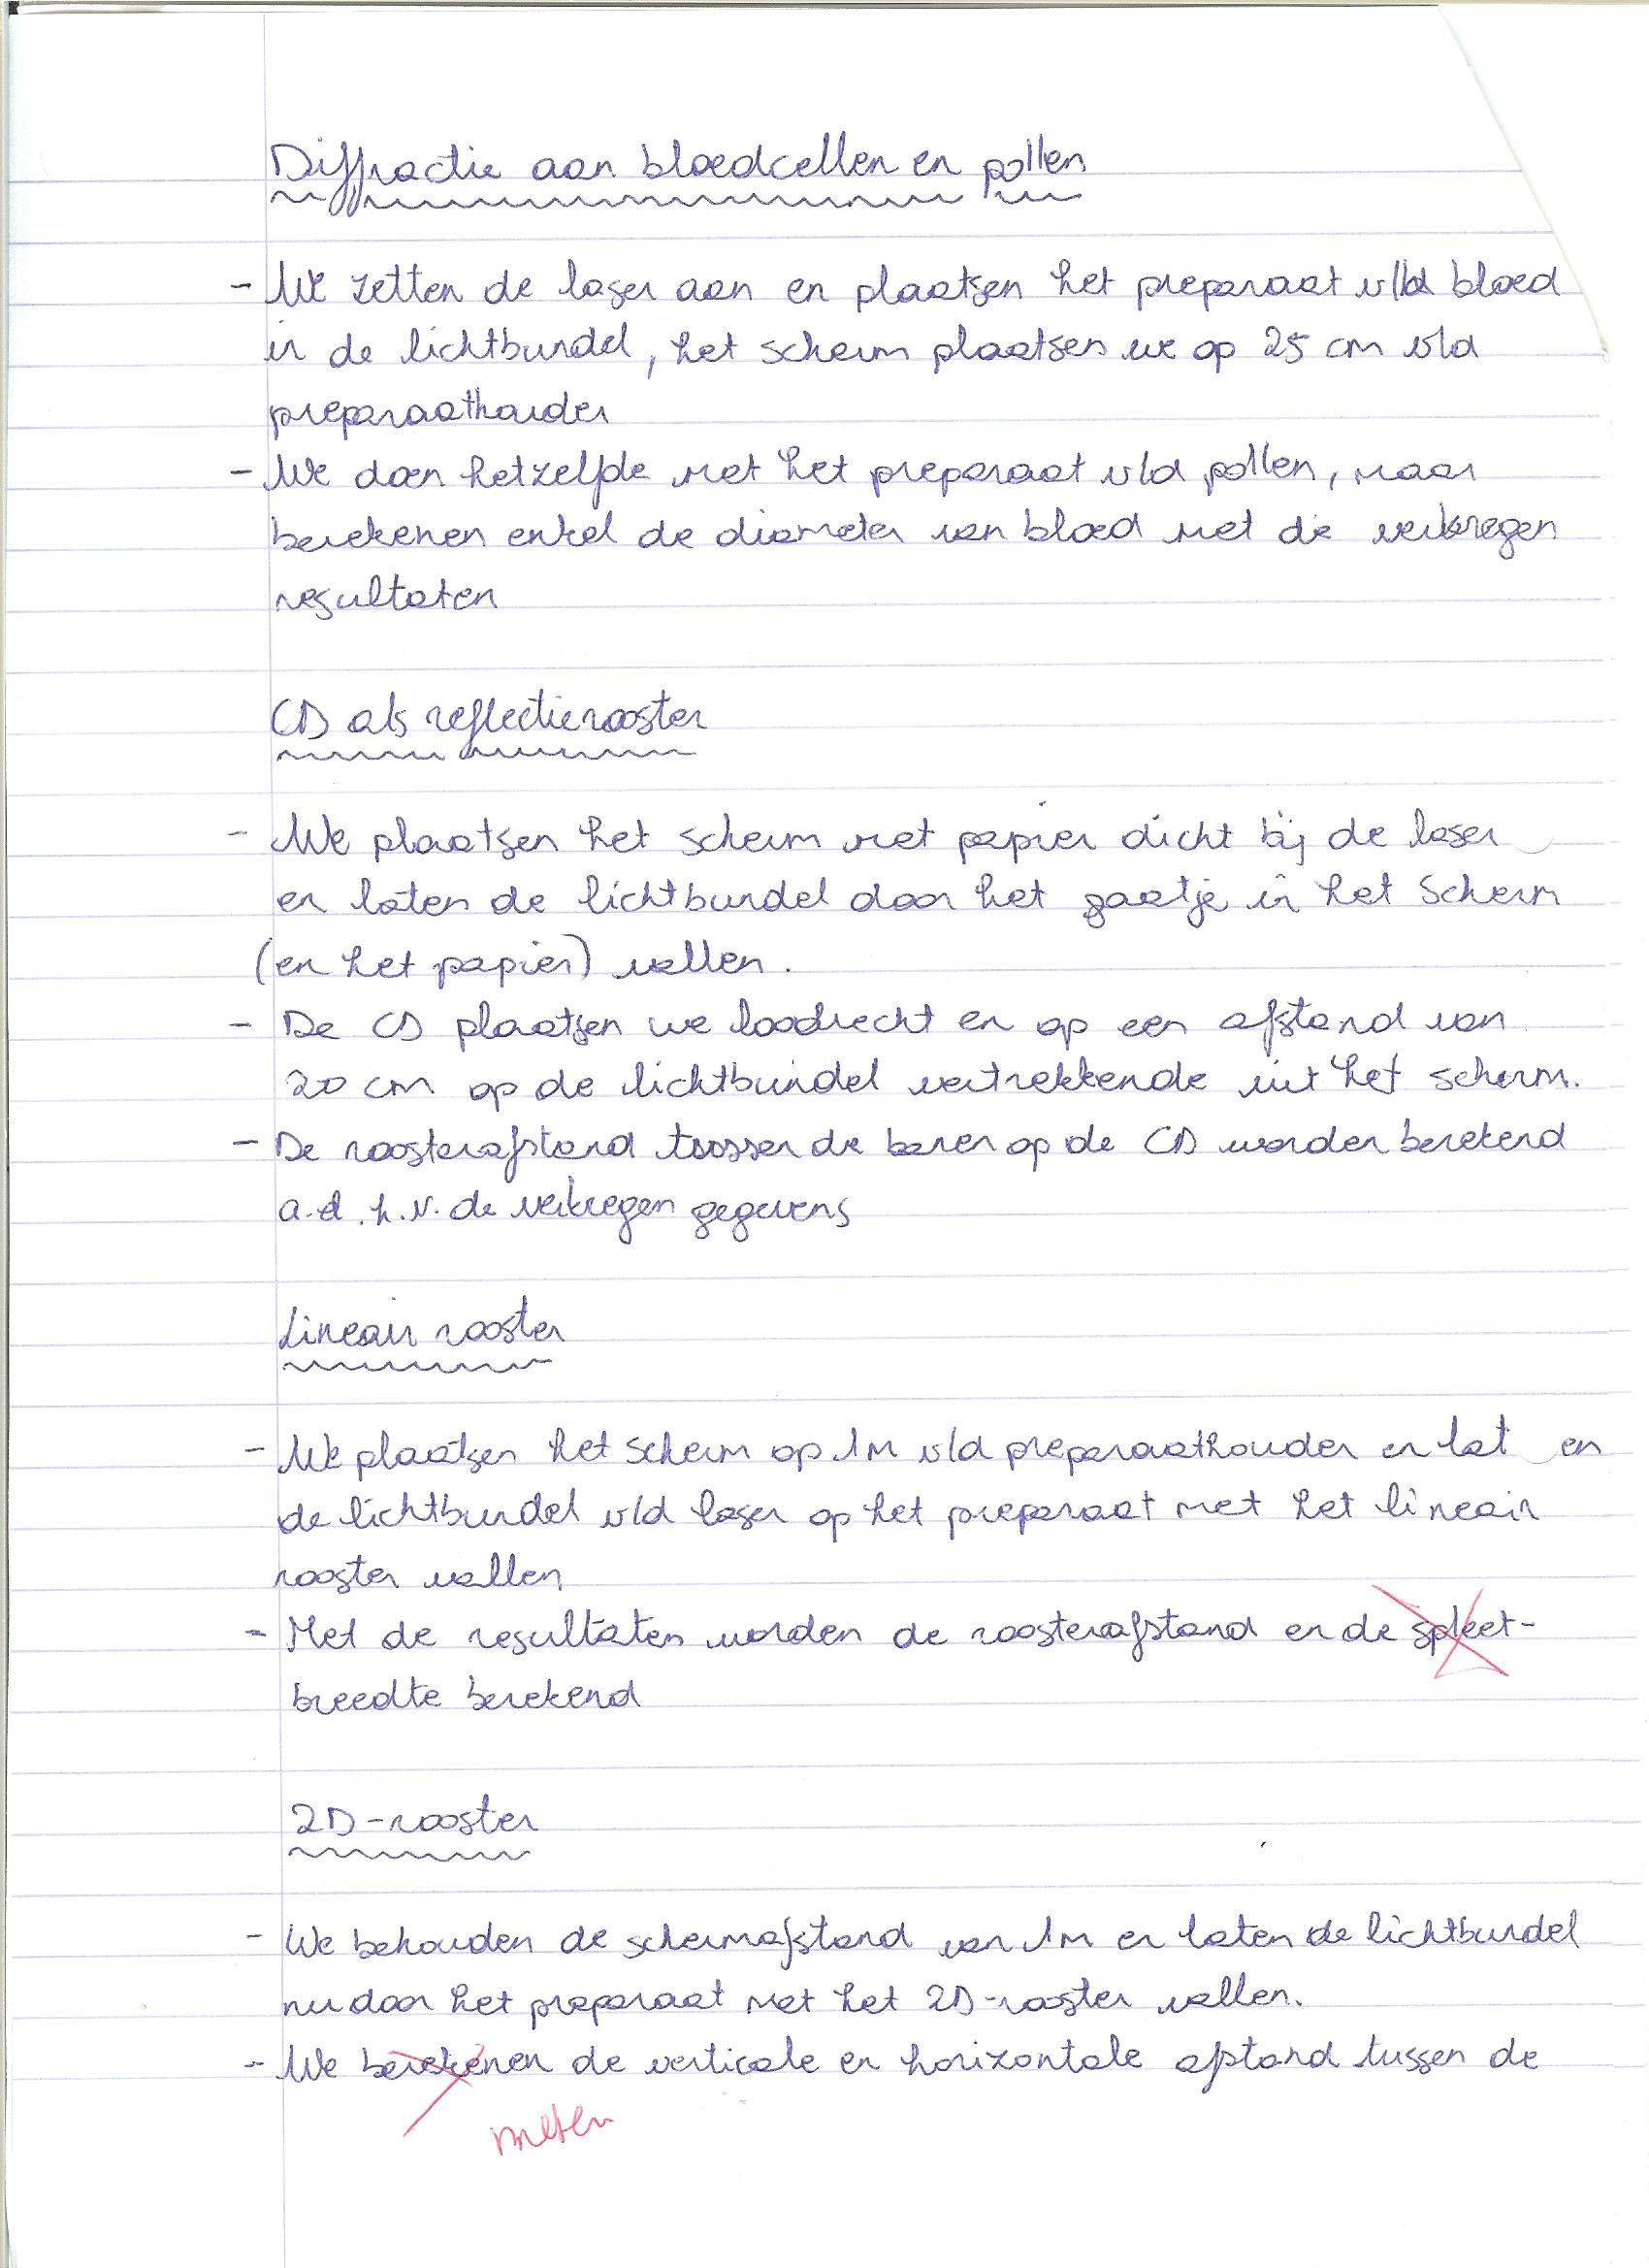 Diffractie aan bloedcellen en pollen
- We zetten de laser aan en plaatsen het preparaat v/d bloed
in de lichtbundel, het scherm plaatsen we op 25 cm v/d
preparaathouder
- We doen hetzelfde met het preparaat v/d pollen, maar
berekenen enkel de diameter van bloed met de verkregen
resultaten
CD als reflectierooster
- We plaatsen het scherm met papier dicht bij de laser
en laten de lichtbundel door het gaatje in het scherm
(en het papier) vallen.
- De CD plaatsen we loodrecht en op een afstand van
20 cm op de lichtbundel vertrekkende uit het scherm.
- De roosterafstand tussen de banen op de CD worden berekend
a.d.h.v. de verkregen gegevens
Lineair rooster
- We plaatsen het scherm op 1m v/d preparaathouder en lat en
de lichtbundel v/d laser op het preparaat met het lineair
rooster vallen
- Met de resultaten worden de roosterafstand en de spleet-
breedte berekend
2D-rooster
- We behouden de schermafstand van 1m en laten de lichtbundel
nu door het preparaat met het 2D-rooster vallen.
- We berekenen de verticale en horizontale afstand tussen de
meten